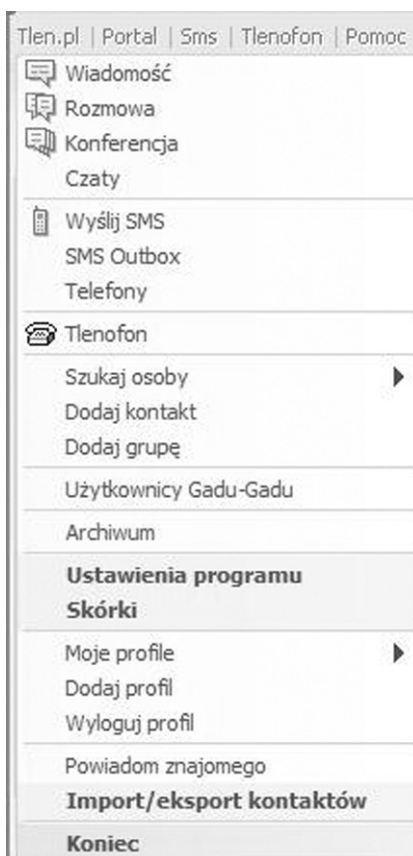 Tlen.pl | Portal | Sms | Tlenofon | Pomoc
Wiadomość
Rozmowa
Konferencja
Czaty
Wyślij SMS
SMS Outbox
Telefony
Tlenofon
Szukaj osoby
Dodaj kontakt
Dodaj grupę
Użytkownicy Gadu-Gadu
Archiwum
Ustawienia programu
Skórki
Moje profile
Dodaj profil
Wyloguj profil
Powiadom znajomego
Import/eksport kontaktów
Koniec